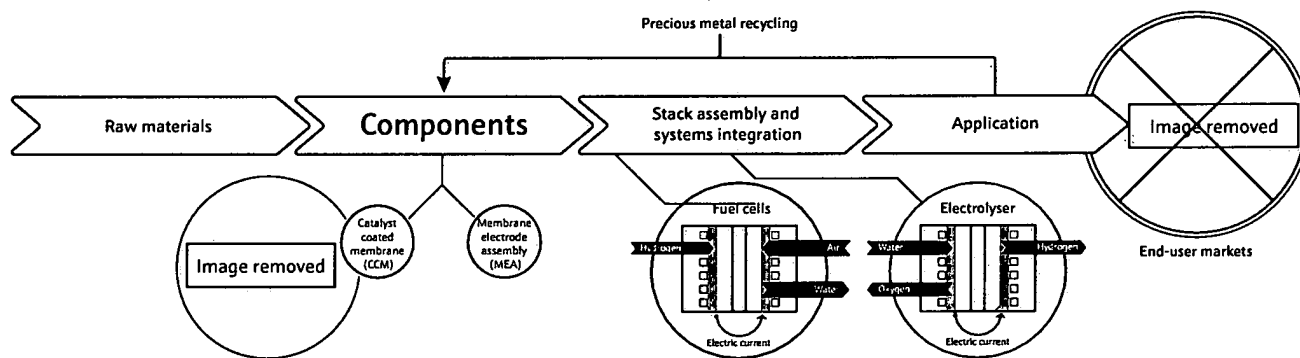 Precious metal recycling
Raw materials
Components
Stack assembly and
systems integration
Application
Image removed
Image removed
Catalyst
coated
membrane
(CCM)
Membrane
electrode
assembly
(MEA)
Fuel cells
Hydrogen
Air
Water
Electric current
Electrolyser
Water
Hydrogen
Oxygen
Electric current
End-user markets